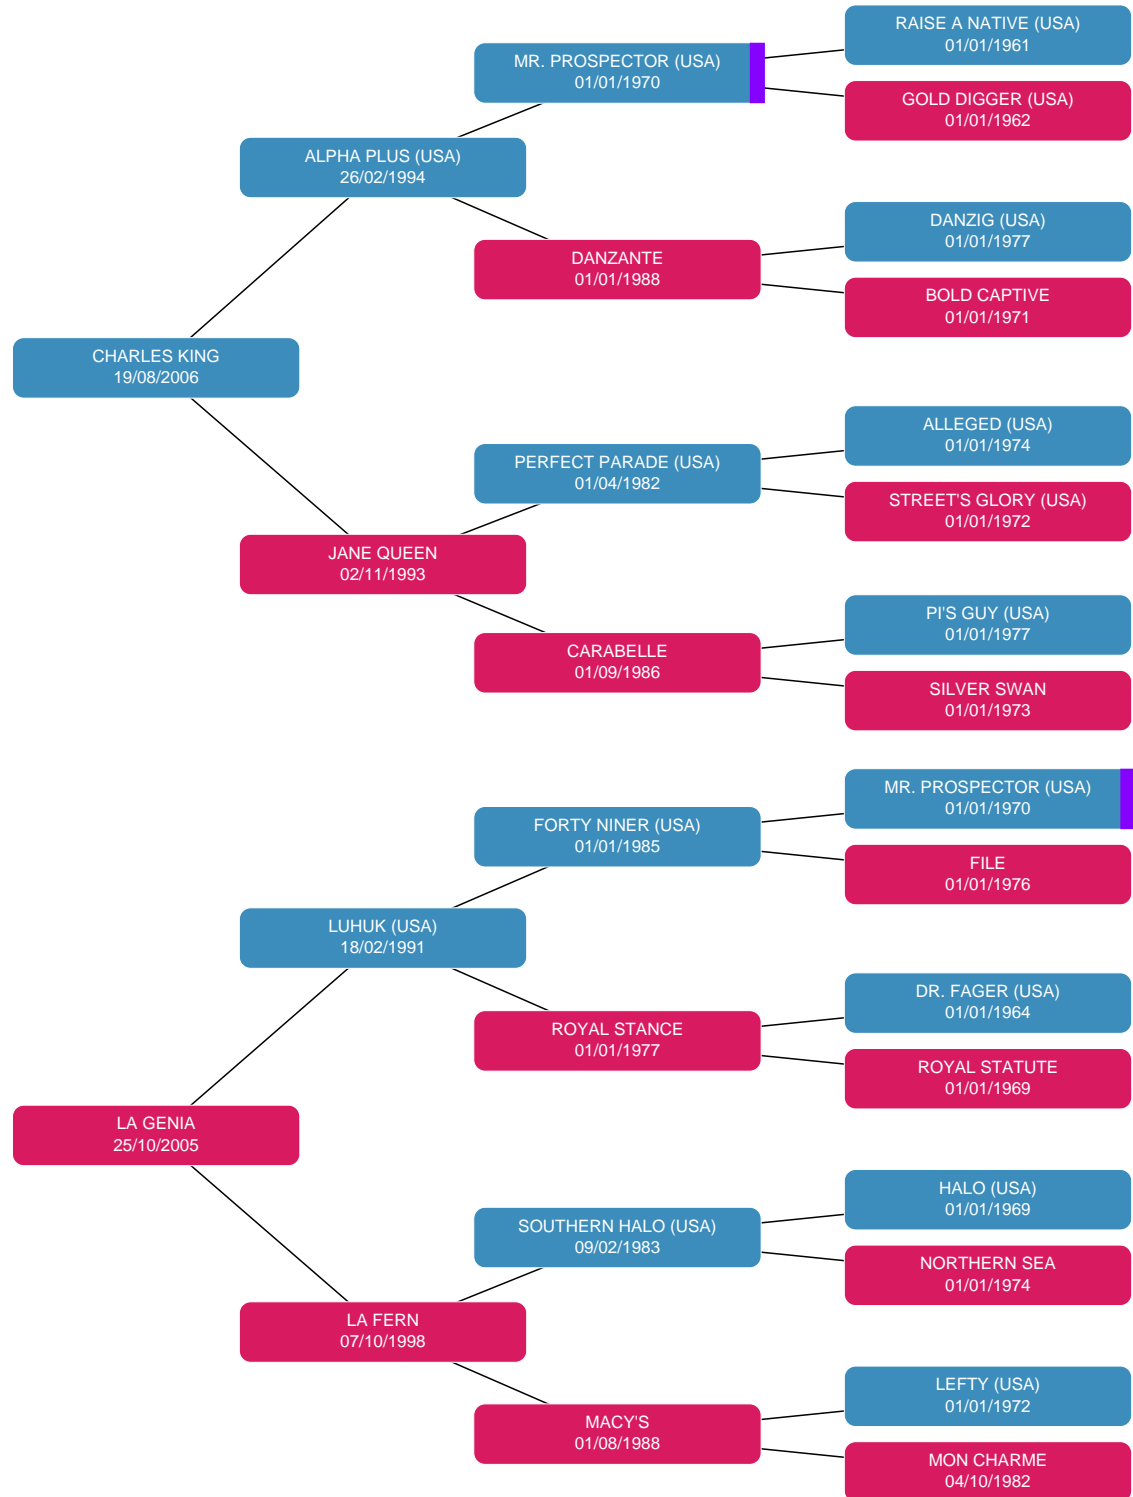 RAISE A NATIVE (USA)
01/01/1961
MR. PROSPECTOR (USA)
01/01/1970
GOLD DIGGER (USA)
01/01/1962
ALPHA PLUS (USA)
26/02/1994
DANZIG (USA)
01/01/1977
DANZANTE
01/01/1988
BOLD CAPTIVE
01/01/1971
CHARLES KING
19/08/2006
ALLEGED (USA)
01/01/1974
PERFECT PARADE (USA)
01/04/1982
STREET'S GLORY (USA)
01/01/1972
JANE QUEEN
02/11/1993
PI'S GUY (USA)
01/01/1977
CARABELLE
01/09/1986
SILVER SWAN
01/01/1973
MR. PROSPECTOR (USA)
01/01/1970
FORTY NINER (USA)
01/01/1985
FILE
01/01/1976
LUHUK (USA)
18/02/1991
DR. FAGER (USA)
01/01/1964
ROYAL STANCE
01/01/1977
ROYAL STATUTE
01/01/1969
LA GENIA
25/10/2005
HALO (USA)
01/01/1969
SOUTHERN HALO (USA)
09/02/1983
NORTHERN SEA
01/01/1974
LA FERN
07/10/1998
LEFTY (USA)
01/01/1972
MACY'S
01/08/1988
MON CHARME
04/10/1982